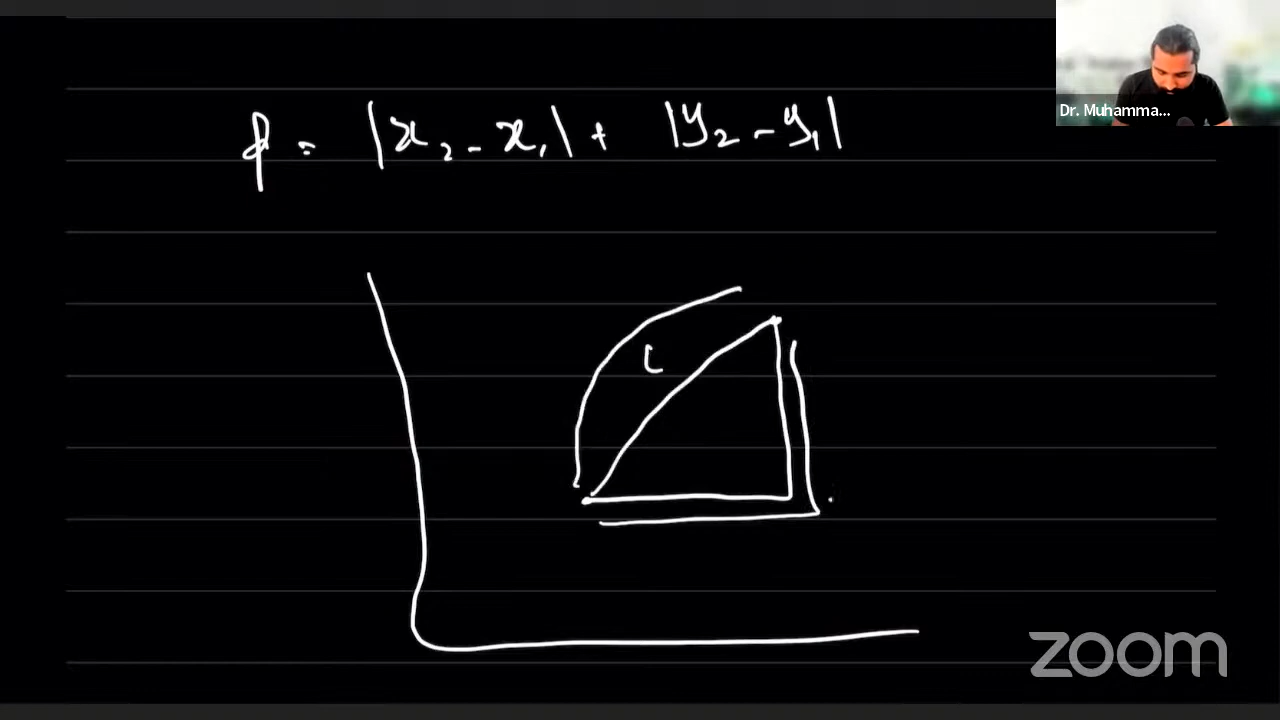 Dr. Muhamma...
d = |x₂ - x₁| + |y₂ - y₁|
L
zoom